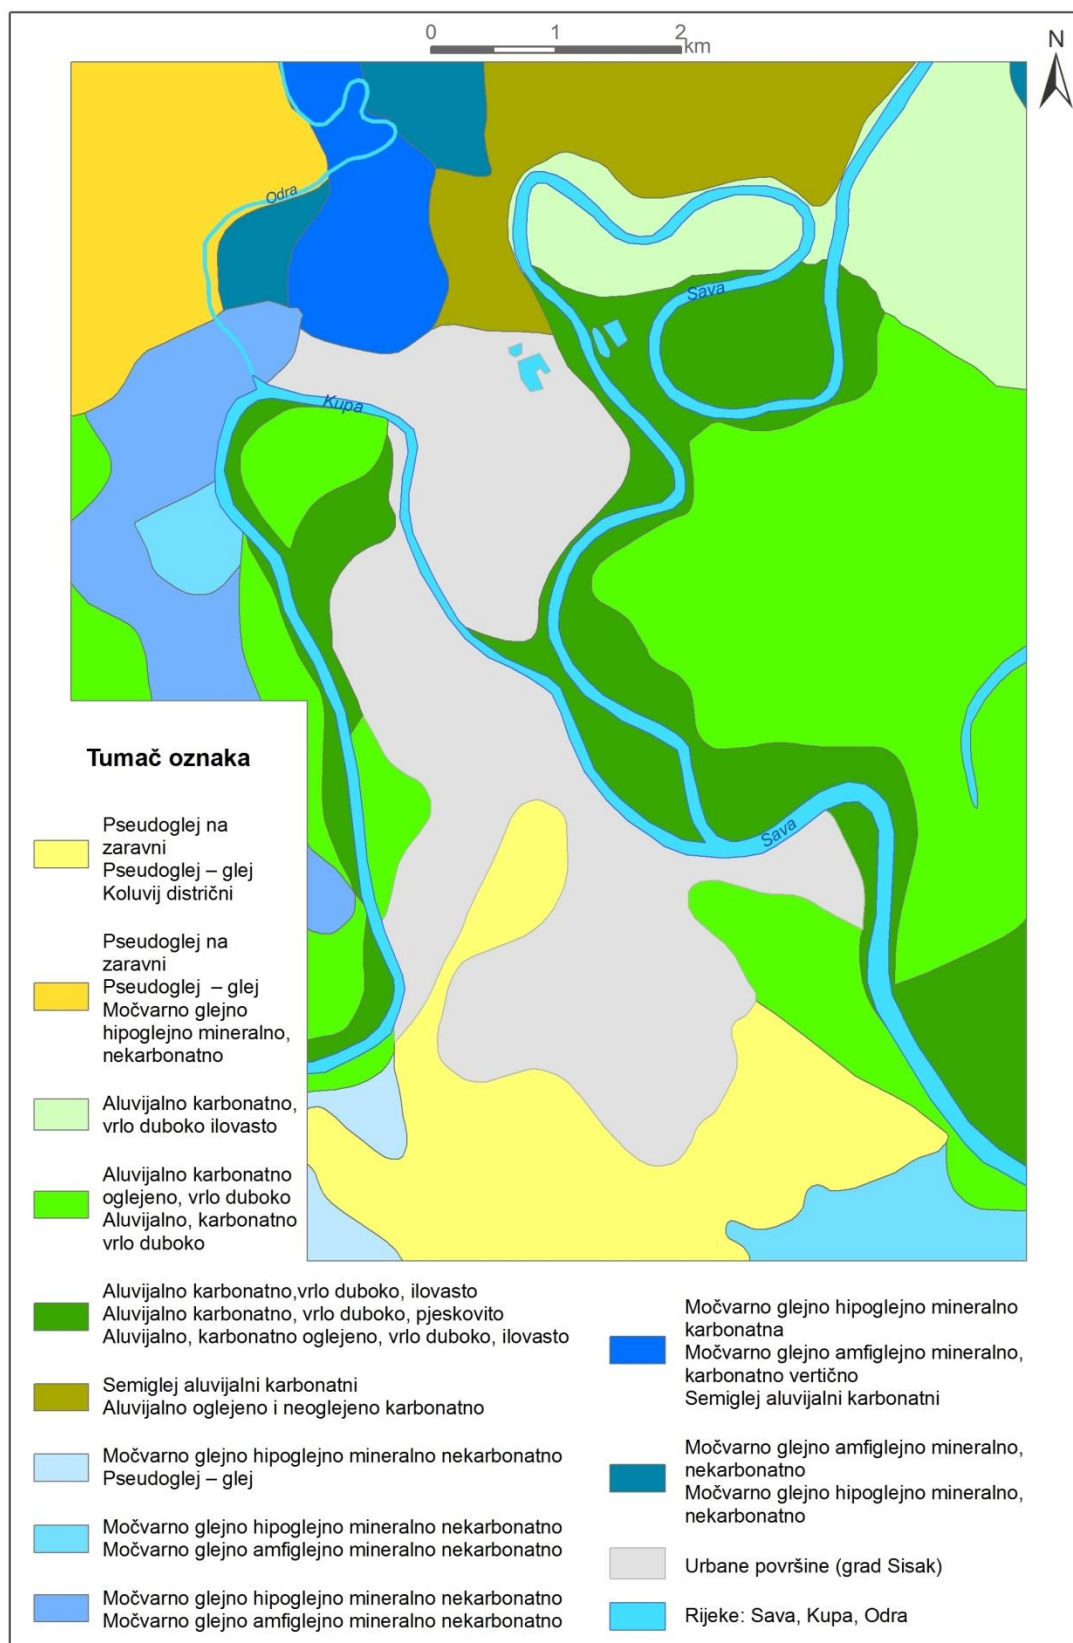 0 1 2
km
N
Odra
Sava
Kupa
Sava
Tumač oznaka
Pseudoglej na
zaravni
Pseudoglej – glej
Koluvij distrični
Pseudoglej na
zaravni
Pseudoglej – glej
Močvarno glejno
hipoglejno mineralno,
nekarbonatno
Aluvijalno karbonatno,
vrlo duboko ilovasto
Aluvijalno karbonatno
oglejeno, vrlo duboko
Aluvijalno, karbonatno
vrlo duboko
Aluvijalno karbonatno,vrlo duboko, ilovasto
Aluvijalno karbonatno, vrlo duboko, pjeskovito
Aluvijalno, karbonatno oglejeno, vrlo duboko, ilovasto
Semiglej aluvijalni karbonatni
Aluvijalno oglejeno i neoglejeno karbonatno
Močvarno glejno hipoglejno mineralno nekarbonatno
Pseudoglej – glej
Močvarno glejno hipoglejno mineralno nekarbonatno
Močvarno glejno amfiglejno mineralno nekarbonatno
Močvarno glejno hipoglejno mineralno nekarbonatno
Močvarno glejno amfiglejno mineralno nekarbonatno
Močvarno glejno hipoglejno mineralno
karbonatna
Močvarno glejno amfiglejno mineralno,
karbonatno vertično
Semiglej aluvijalni karbonatni
Močvarno glejno amfiglejno mineralno,
nekarbonatno
Močvarno glejno hipoglejno mineralno,
nekarbonatno
Urbane površine (grad Sisak)
Rijeke: Sava, Kupa, Odra